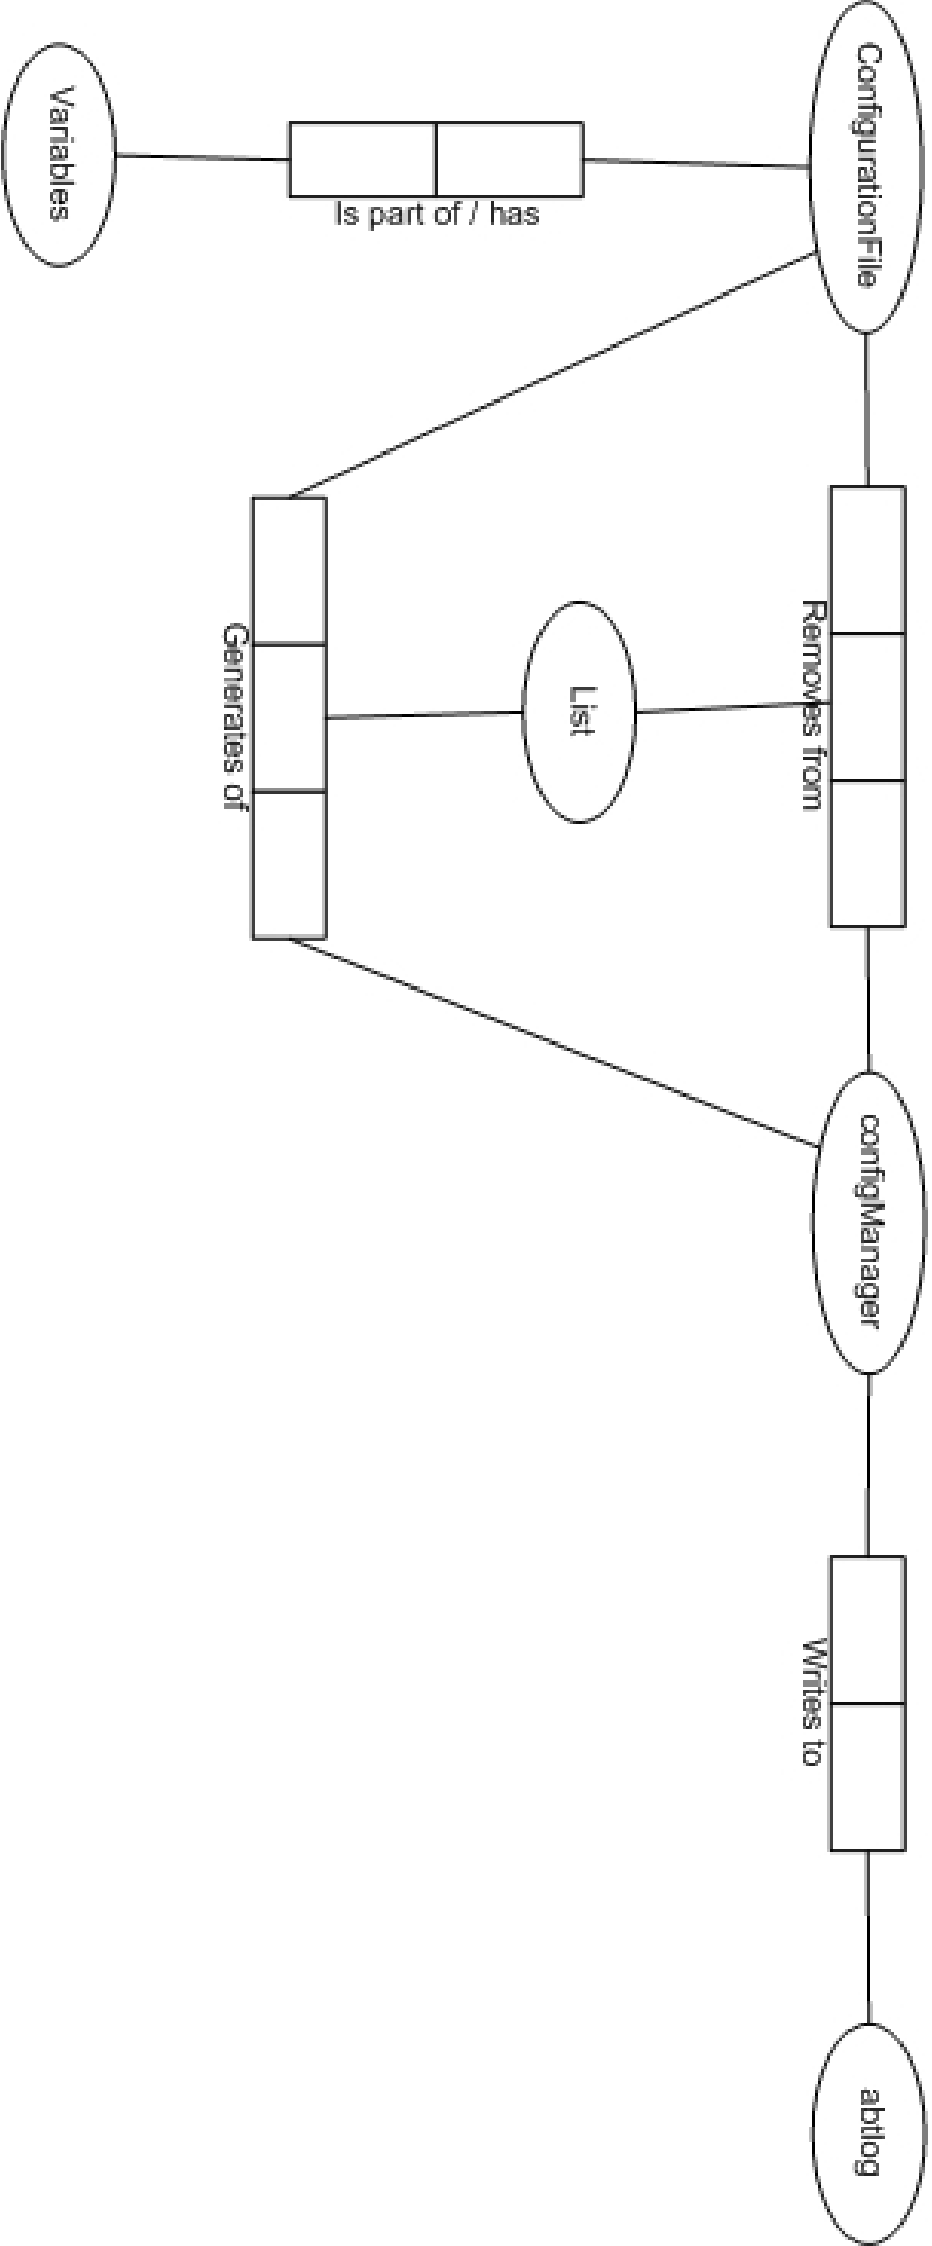 ConfigurationFile
Removes from
configManager
Writes to
abtlog
List
Is part of / has
Generates of
Variables